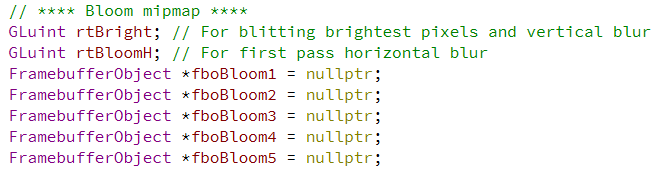 // **** Bloom mipmap ****
GLuint rtBright; // For blitting brightest pixels and vertical blur
GLuint rtBloomH; // For first pass horizontal blur
FramebufferObject *fboBloom1 = nullptr;
FramebufferObject *fboBloom2 = nullptr;
FramebufferObject *fboBloom3 = nullptr;
FramebufferObject *fboBloom4 = nullptr;
FramebufferObject *fboBloom5 = nullptr;